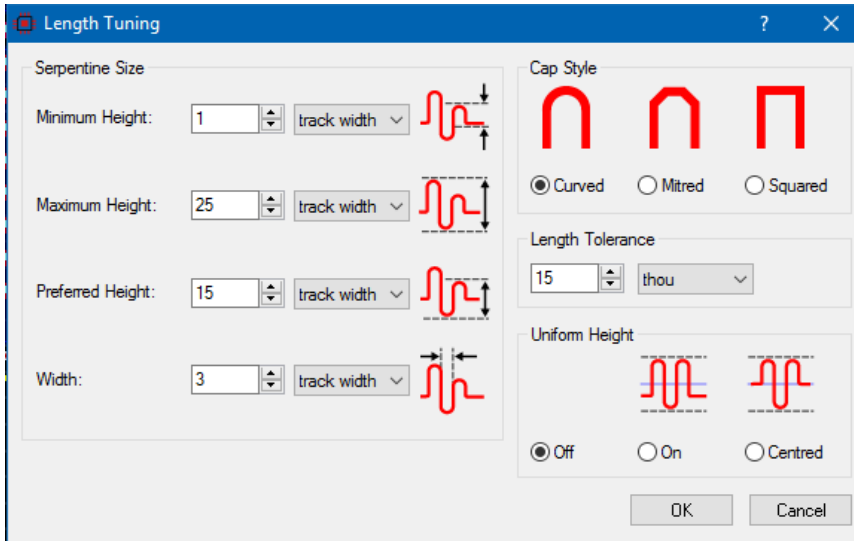 Length Tuning ?
Serpentine Size
Minimum Height: 1 track width
Maximum Height: 25 track width
Preferred Height: 15 track width
Width: 3 track width
Cap Style
Curved Mitred Squared
Length Tolerance
15 thou
Uniform Height
Off On Centred
OK Cancel